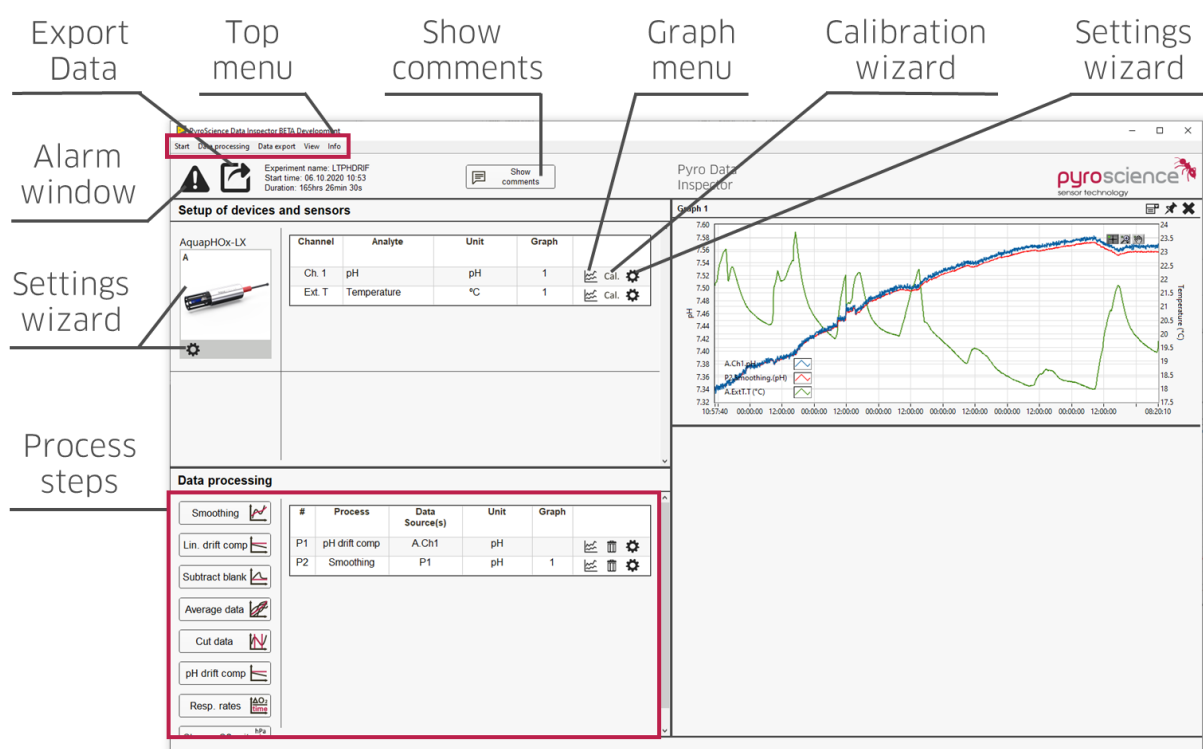 Export
Data
Top
menu
Show
comments
Graph
menu
Calibration
wizard
Settings
wizard
Alarm
window
Settings
wizard
Process
steps
PyroScience Data Inspector BETA Development
Start Data processing Data export View Info
Experiment name: LTPHDRIF
Start time: 06.10.2020 10:53
Duration: 165hrs 26min 30s
Show
comments
Pyro Data
Inspector
pyroscience
sensor technology
Setup of devices and sensors
AquapHOx-LX
A
Channel Analyte Unit Graph
Ch. 1 pH pH 1 Cal.
Ext. T Temperature °C 1 Cal.
Graph 1
7.60
7.58
7.56
7.54
7.52
7.50
7.48
7.46
7.44
7.42
7.40
7.38
7.36
7.34
7.32
pH
24
23.5
23
22.5
22
21.5
21
20.5
20
19.5
19
18.5
18
17.5
Temperature (°C)
A.Ch1.pH
P2.Smoothing.(pH)
A.ExtT.T (°C)
10:57:40 00:00:00 12:00:00 00:00:00 12:00:00 00:00:00 12:00:00 00:00:00 12:00:00 00:00:00 12:00:00 00:00:00 12:00:00 08:20:10
Data processing
Smoothing
Lin. drift comp
Subtract blank
Average data
Cut data
pH drift comp
Resp. rates
ΔO2
time
hPa
# Process Data Source(s) Unit Graph
P1 pH drift comp A.Ch1 pH
P2 Smoothing P1 pH 1